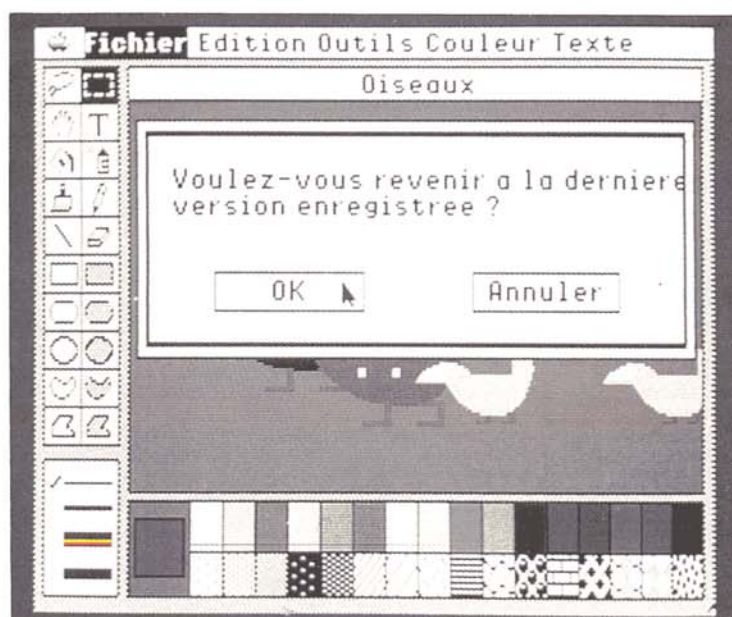 Fichier Edition Outils Couleur Texte
Oiseaux
T
Voulez-vous revenir a la derniere
version enregistree ?
OK
Annuler